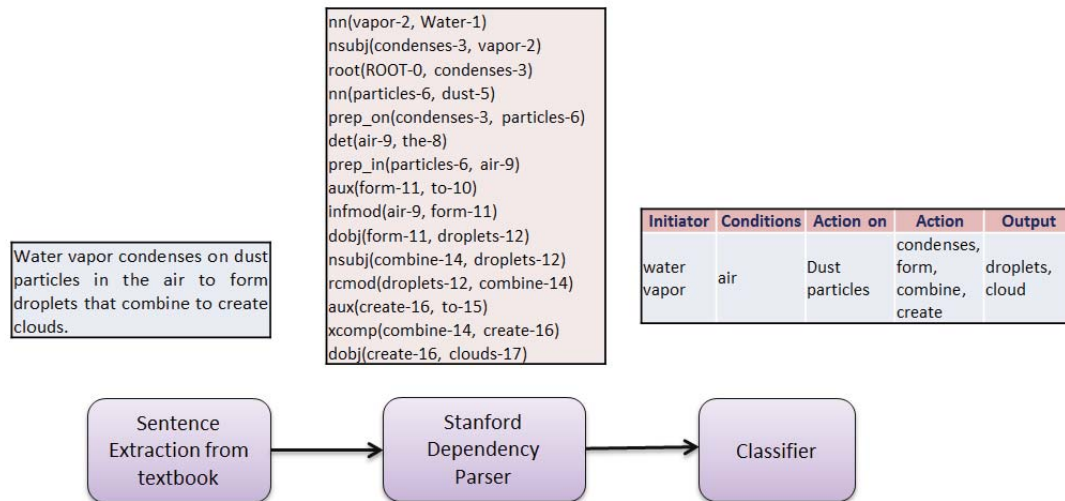 nn(vapor-2, Water-1)
nsubj(condenses-3, vapor-2)
root(ROOT-0, condenses-3)
nn(particles-6, dust-5)
prep_on(condenses-3, particles-6)
det(air-9, the-8)
prep_in(particles-6, air-9)
aux(form-11, to-10)
infmod(air-9, form-11)
dobj(form-11, droplets-12)
nsubj(combine-14, droplets-12)
rcmod(droplets-12, combine-14)
aux(create-16, to-15)
xcomp(combine-14, create-16)
dobj(create-16, clouds-17)
Water vapor condenses on dust
particles in the air to form
droplets that combine to create
clouds.
Initiator Conditions Action on Action Output
water
vapor
air
Dust
particles
condenses,
form,
combine,
create
droplets,
cloud
Sentence
Extraction from
textbook
Stanford
Dependency
Parser
Classifier